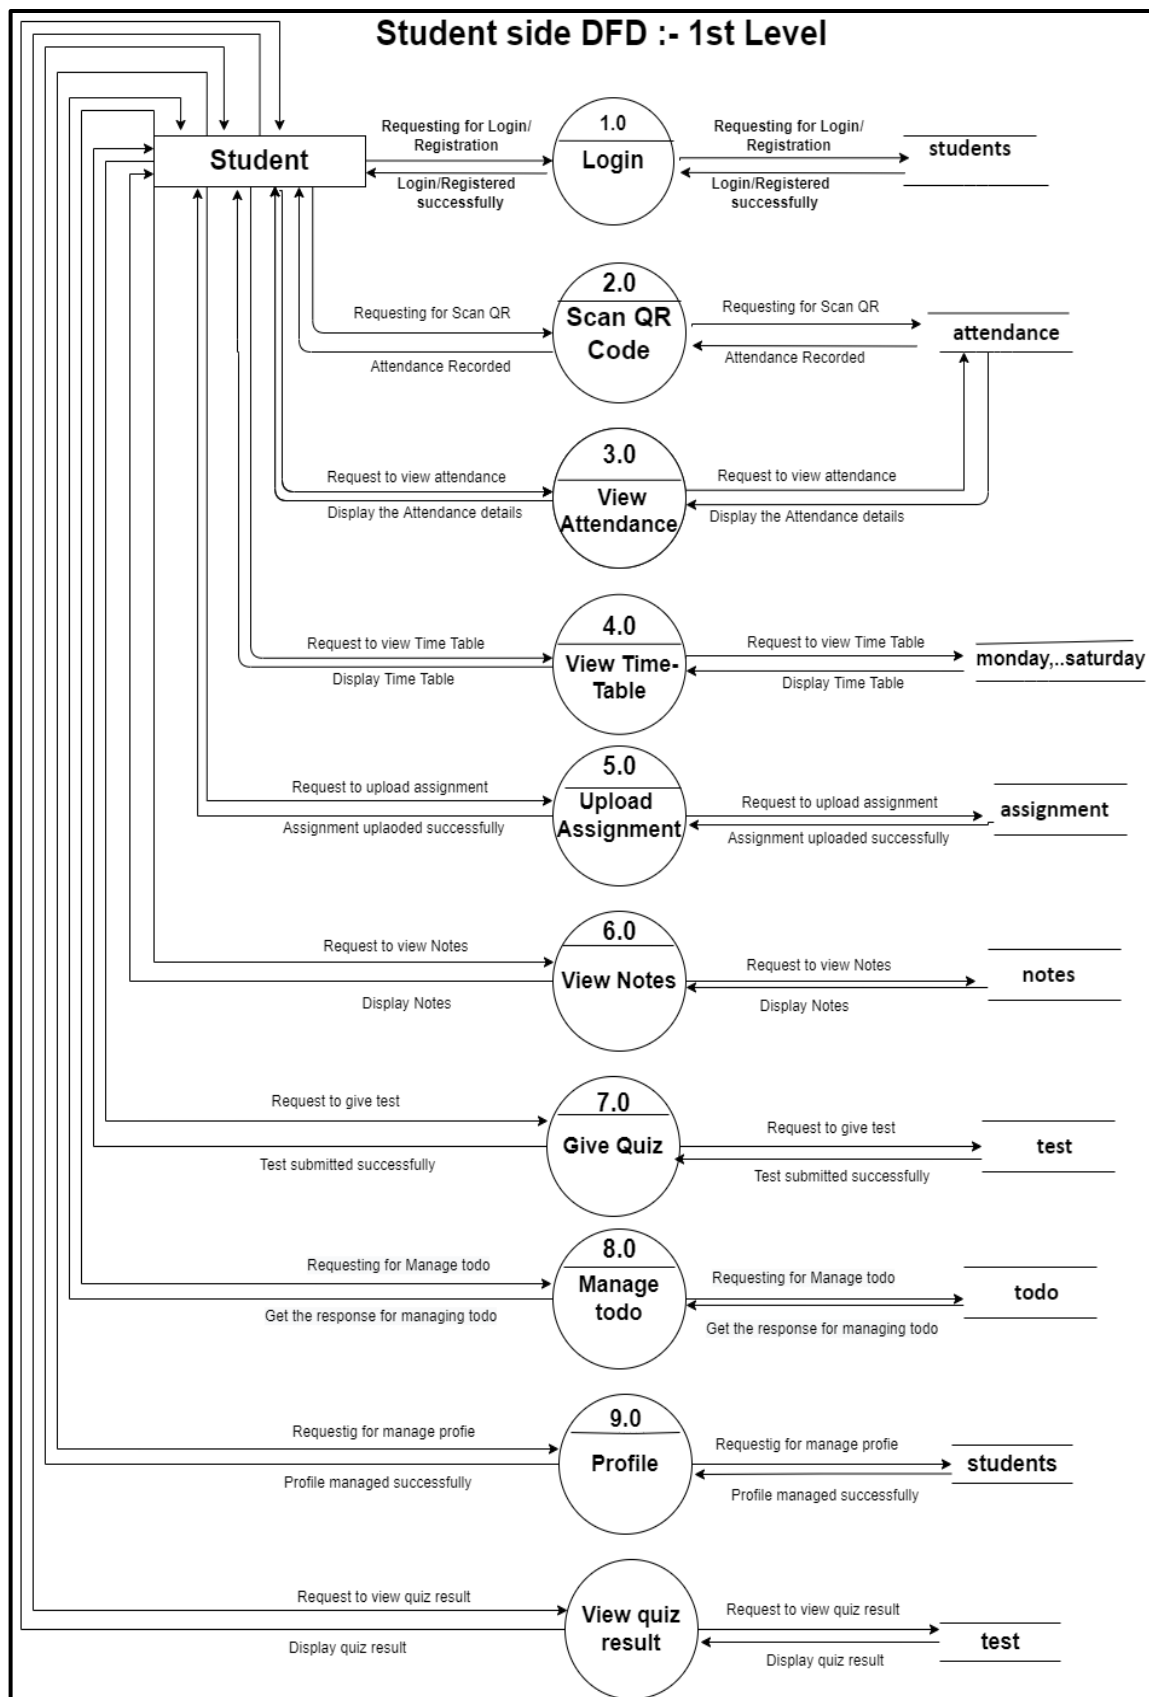 Student side DFD :- 1st Level
Student
Requesting for Login/
Registration
Login/Registered
successfully
1.0
Login
Requesting for Login/
Registration
Login/Registered
successfully
students
Requesting for Scan QR
Attendance Recorded
2.0
Scan QR
Code
Requesting for Scan QR
Attendance Recorded
attendance
Request to view attendance
Display the Attendance details
3.0
View
Attendance
Request to view attendance
Display the Attendance details
Request to view Time Table
Display Time Table
4.0
View Time-
Table
Request to view Time Table
Display Time Table
monday,..saturday
Request to upload assignment
Assignment uplaoded successfully
5.0
Upload
Assignment
Request to upload assignment
Assignment uploaded successfully
assignment
Request to view Notes
Display Notes
6.0
View Notes
Request to view Notes
Display Notes
notes
Request to give test
Test submitted successfully
7.0
Give Quiz
Request to give test
Test submitted successfully
test
Requesting for Manage todo
Get the response for managing todo
8.0
Manage
todo
Requesting for Manage todo
Get the response for managing todo
todo
Requestig for manage profie
Profile managed successfully
9.0
Profile
Requestig for manage profie
Profile managed successfully
students
Request to view quiz result
Display quiz result
View quiz
result
Request to view quiz result
Display quiz result
test